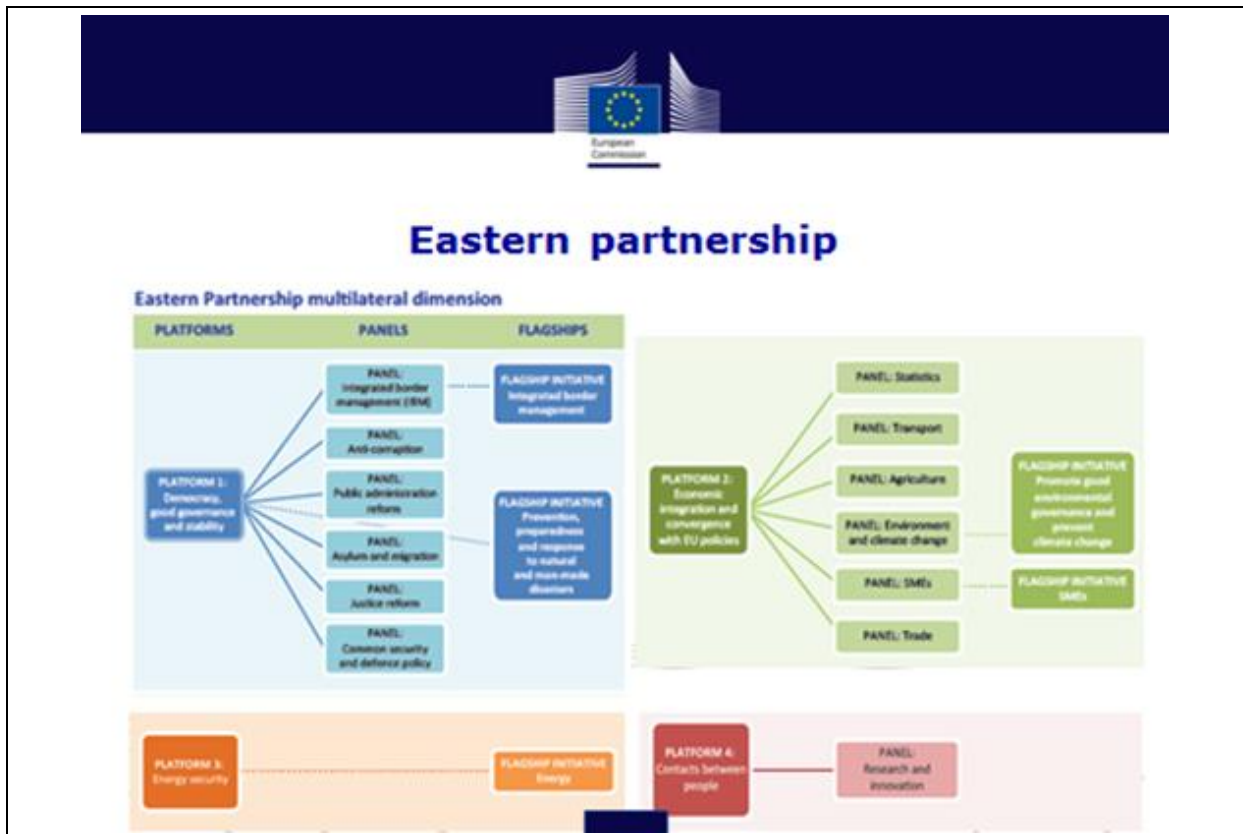 European
Commission
Eastern partnership
Eastern Partnership multilateral dimension
PLATFORMS
PANELS
FLAGSHIPS
PLATFORM 1:
Democracy,
good governance
and stability
PANEL:
Integrated border
management (IBM)
PANEL:
Anti-corruption
PANEL:
Public administration
reform
PANEL:
Asylum and migration
PANEL:
Justice reform
PANEL:
Common security
and defence policy
FLAGSHIP INITIATIVE
Integrated border
management
FLAGSHIP INITIATIVE
Prevention,
preparedness
and response
to natural
and man-made
disasters
PLATFORM 2:
Economic
integration and
convergence
with EU policies
PANEL: Statistics
PANEL: Transport
PANEL: Agriculture
PANEL: Environment
and climate change
PANEL: SMEs
PANEL: Trade
FLAGSHIP INITIATIVE
Promote good
environmental
governance and
prevent
climate change
FLAGSHIP INITIATIVE
SMEs
PLATFORM 3:
Energy security
FLAGSHIP INITIATIVE
Energy
PLATFORM 4:
Contacts between
people
PANEL:
Research and
innovation